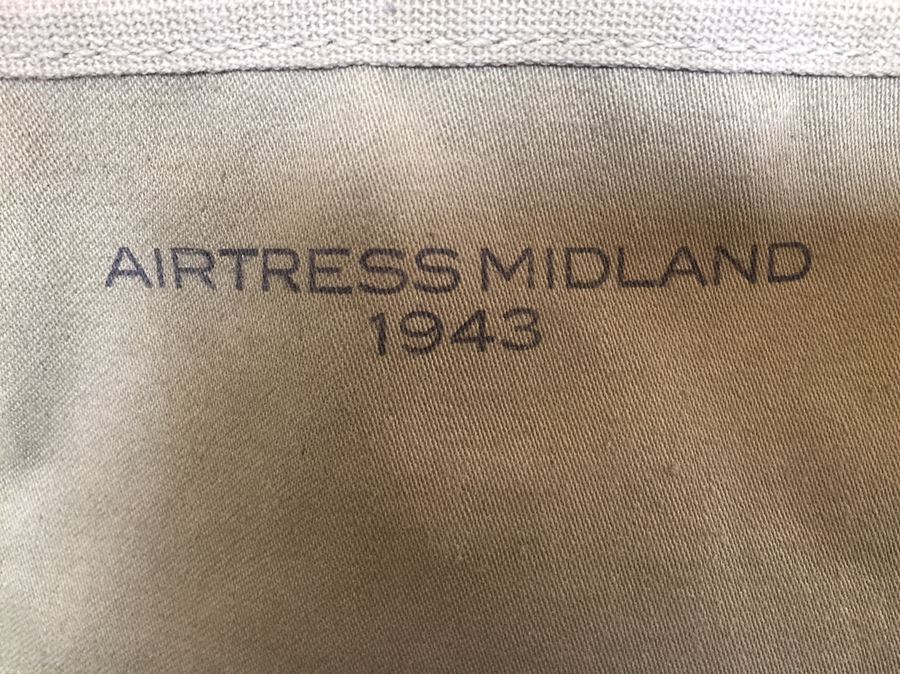 AIRTRESS MIDLAND
1943